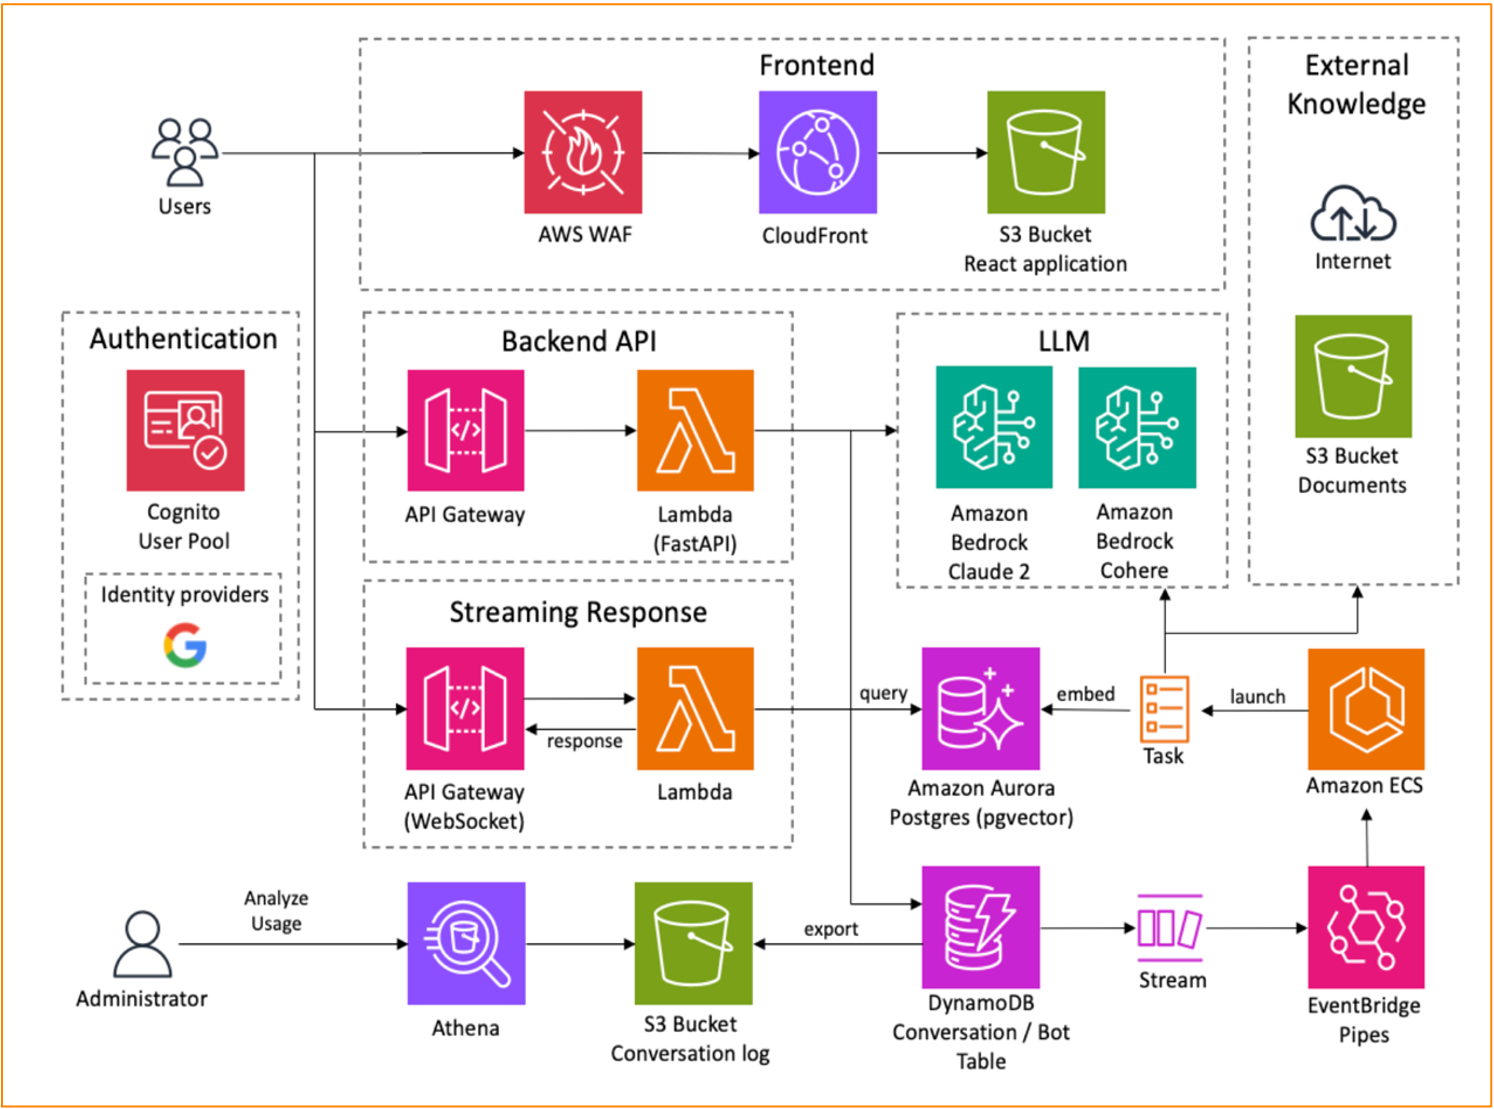 Frontend
External
Knowledge
Users
AWS WAF
CloudFront
S3 Bucket
React application
Internet
Authentication
Backend API
LLM
S3 Bucket
Documents
Cognito
User Pool
API Gateway
Lambda
(FastAPI)
Amazon
Bedrock
Claude 2
Amazon
Bedrock
Cohere
Identity providers
Streaming Response
query
embed
launch
response
Task
API Gateway
(WebSocket)
Lambda
Amazon Aurora
Postgres (pgvector)
Amazon ECS
Analyze
Usage
export
Administrator
Athena
S3 Bucket
Conversation log
DynamoDB
Conversation / Bot
Table
Stream
EventBridge
Pipes